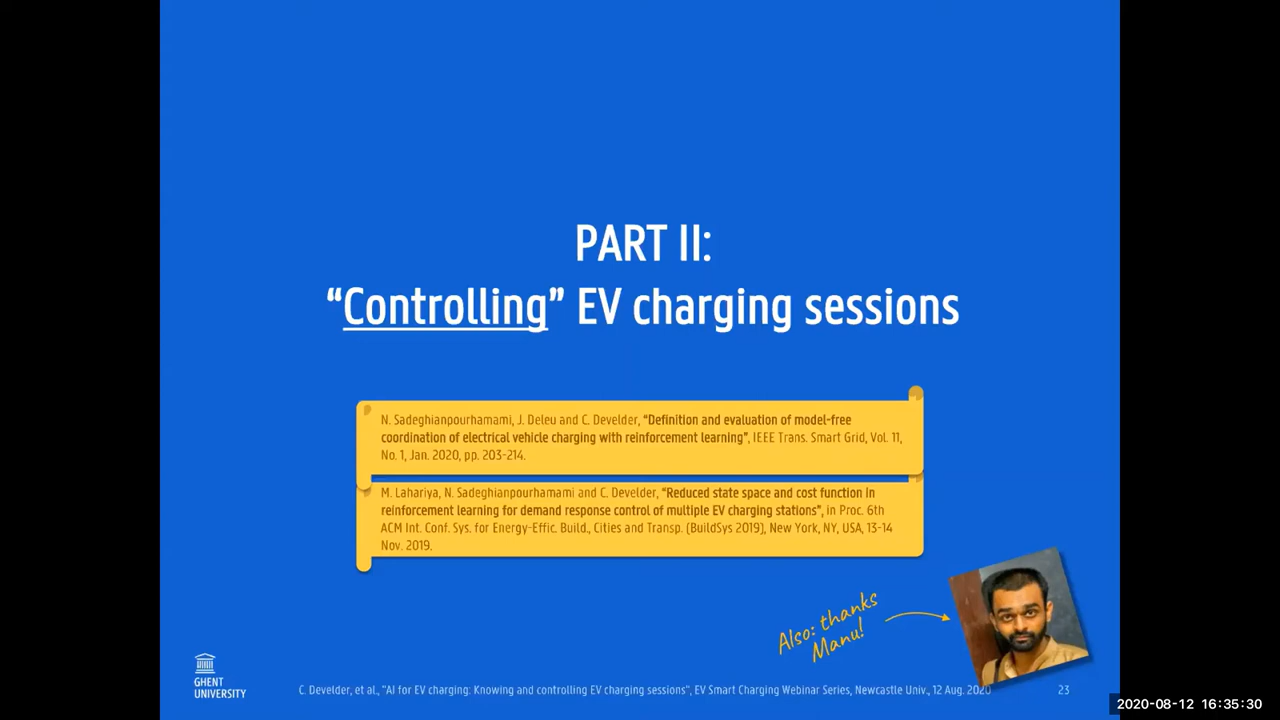 PART II:
“Controlling” EV charging sessions
N. Sadeghianpourhamami, J. Deleu and C. Develder, “Definition and evaluation of model-free
coordination of electrical vehicle charging with reinforcement learning”, IEEE Trans. Smart Grid, Vol. 11,
No. 1, Jan. 2020, pp. 203-214.
M. Lahariya, N. Sadeghianpourhamami and C. Develder, “Reduced state space and cost function in
reinforcement learning for demand response control of multiple EV charging stations”, in Proc. 6th
ACM Int. Conf. Sys. for Energy-Effic. Build., Cities and Transp. (BuildSys 2019), New York, NY, USA, 13-14
Nov. 2019.
Also: thanks
Manu!
GHENT
UNIVERSITY
C. Develder, et al., “AI for EV charging: Knowing and controlling EV charging sessions”, EV Smart Charging Webinar Series, Newcastle Univ., 12 Aug. 2020
23
2020-08-12 16:35:30